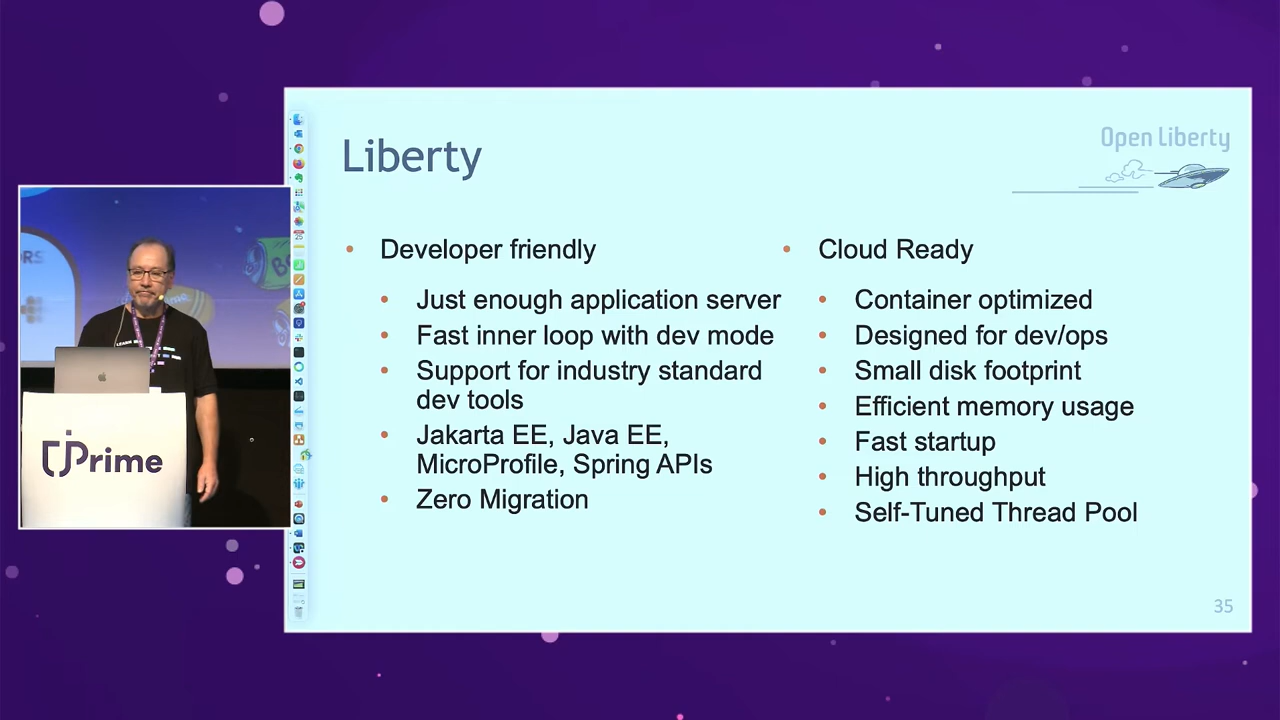 Liberty
Open Liberty
Developer friendly
Just enough application server
Fast inner loop with dev mode
Support for industry standard
dev tools
Jakarta EE, Java EE,
MicroProfile, Spring APIs
Zero Migration
Cloud Ready
Container optimized
Designed for dev/ops
Small disk footprint
Efficient memory usage
Fast startup
High throughput
Self-Tuned Thread Pool
35
jPrime
LEARN